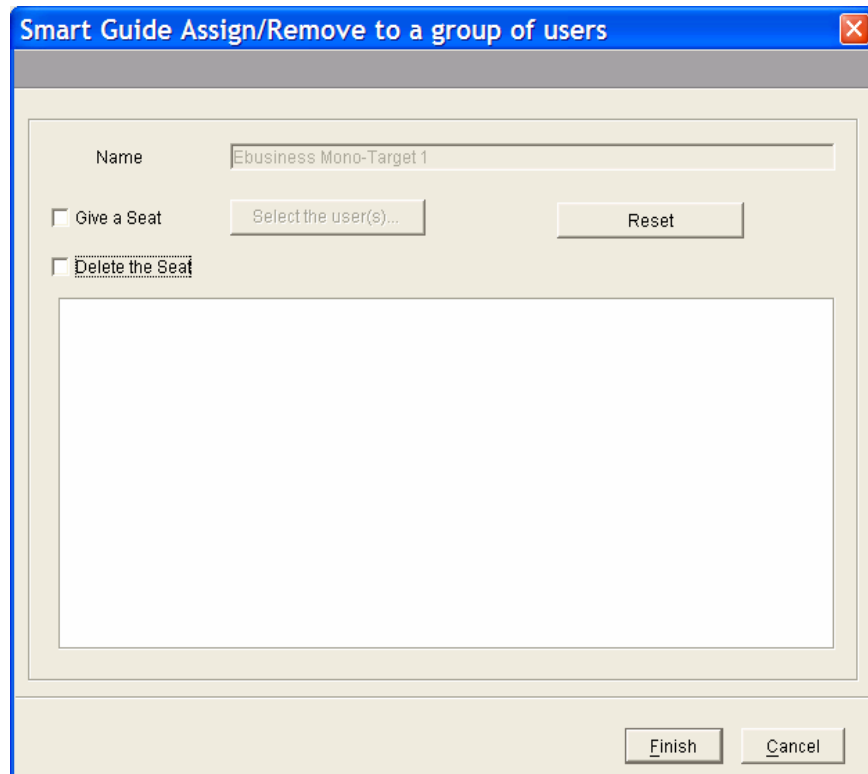 Smart Guide Assign/Remove to a group of users
Name Ebusiness Mono-Target 1
Give a Seat Select the user(s)... Reset
Delete the Seat
Finish Cancel